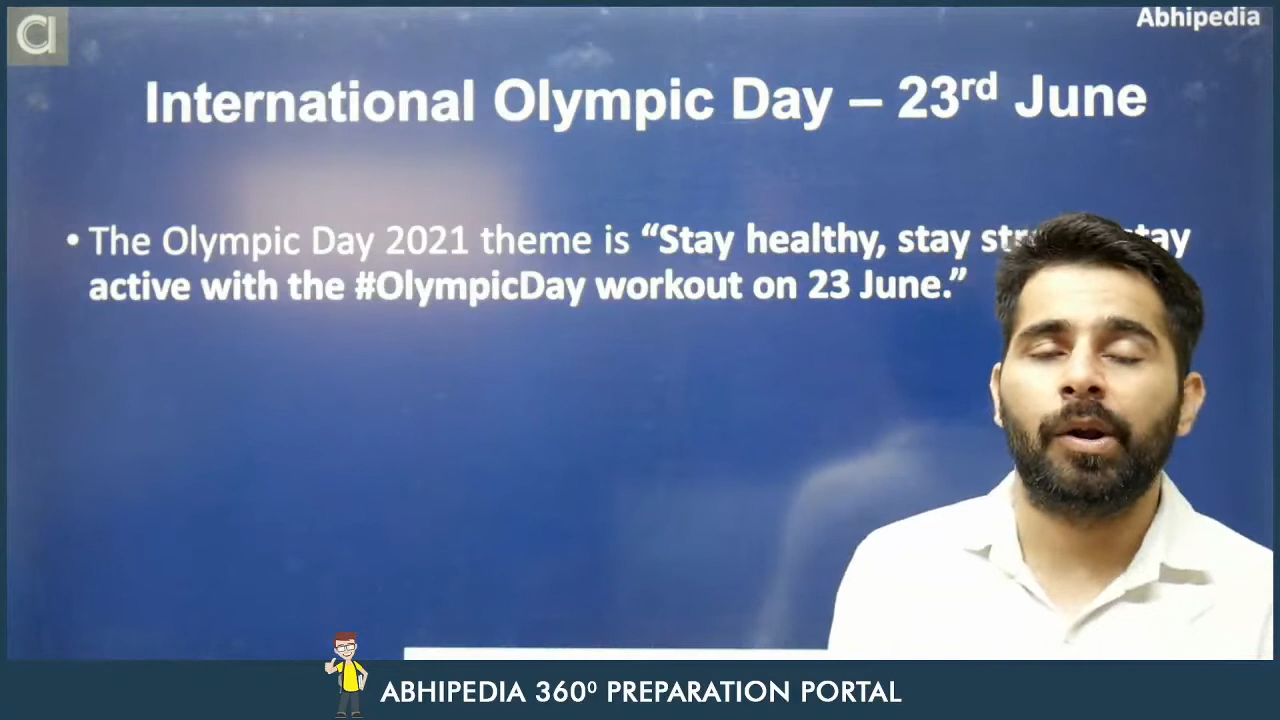 Abhipedia
International Olympic Day – 23rd June
• The Olympic Day 2021 theme is “Stay healthy, stay stay
active with the #OlympicDay workout on 23 June.”
ABHIPEDIA 360⁰ PREPARATION PORTAL